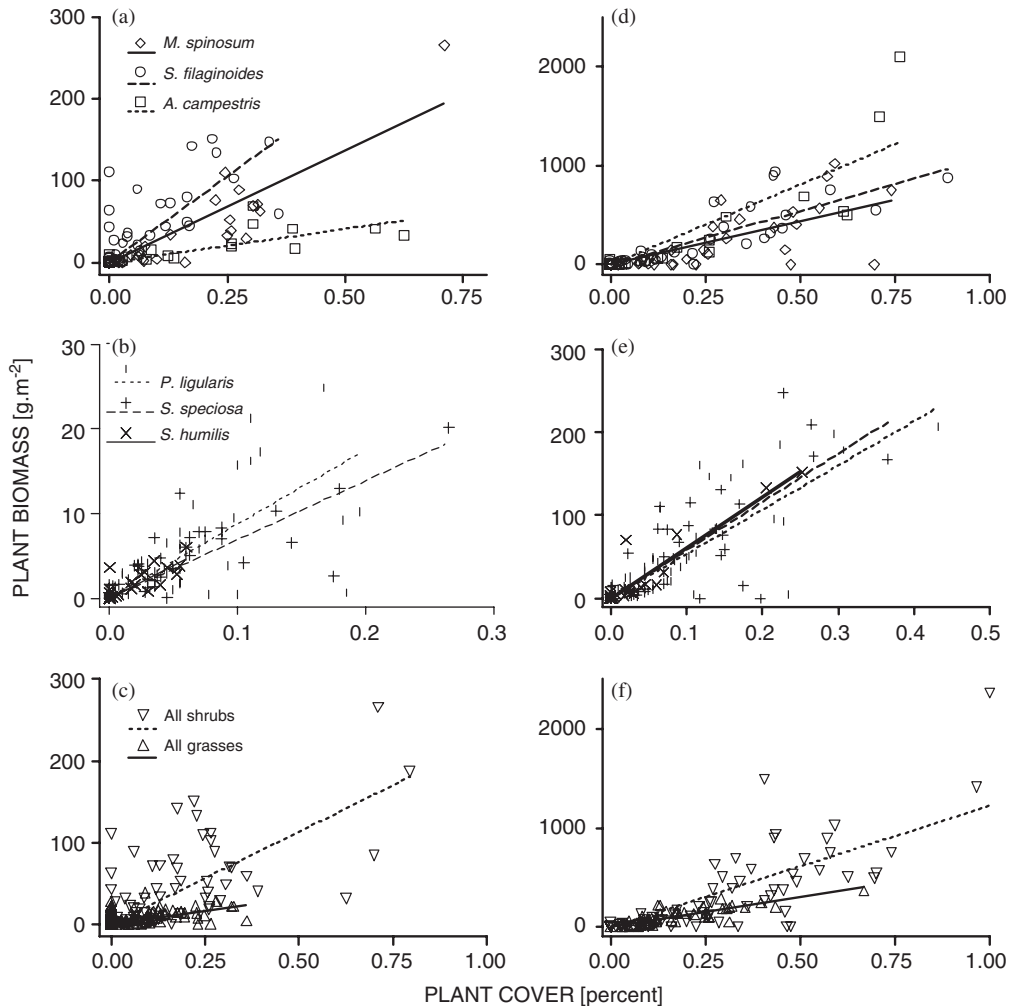 PLANT BIOMASS [g.m-2]
(a)
M. spinosum
S. filaginoides
A. campestris
300
200
100
0
0.00 0.25 0.50 0.75
(d)
2000
1000
0
0.00 0.25 0.50 0.75 1.00
(b)
P. ligularis
S. speciosa
S. humilis
30
20
10
0
0.0 0.1 0.2 0.3
(e)
300
200
100
0
0.0 0.1 0.2 0.3 0.4 0.5
(c)
All shrubs
All grasses
300
200
100
0
0.00 0.25 0.50 0.75 1.00
(f)
2000
1000
0
0.00 0.25 0.50 0.75 1.00
PLANT COVER [percent]